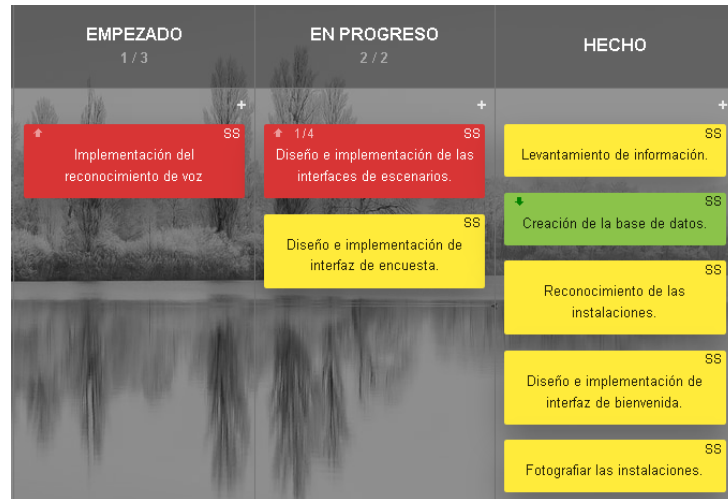 EMPEZADO
1 / 3
+
SS
Implementación del
reconocimiento de voz
EN PROGRESO
2 / 2
+
1/4
SS
Diseño e implementación de las
interfaces de escenarios.
SS
Diseño e implementación de
interfaz de encuesta.
HECHO
+
SS
Levantamiento de información.
SS
Creación de la base de datos.
SS
Reconocimiento de las
instalaciones.
SS
Diseño e implementación de
interfaz de bienvenida.
SS
Fotografiar las instalaciones.